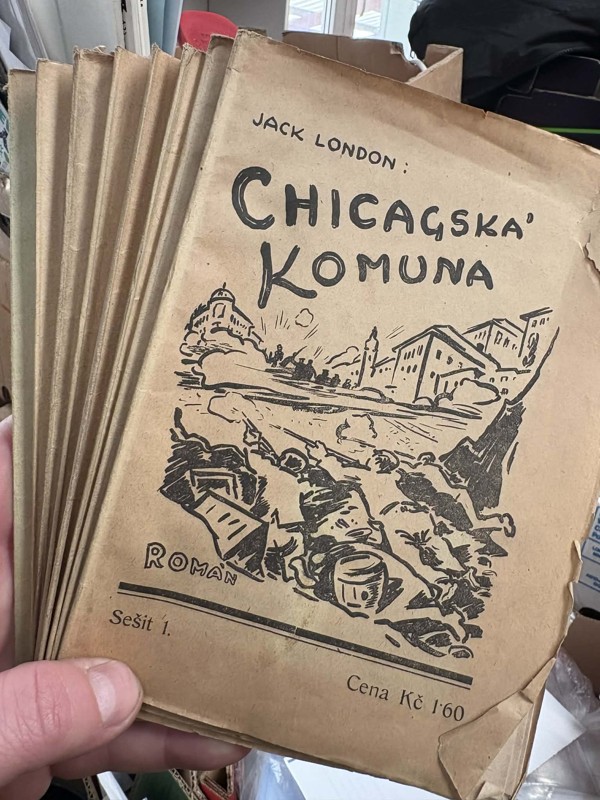 JACK LONDON:
CHICAGSKÁ
KOMUNA
ROMÁN
Sešit 1.
Cena Kč 1·60